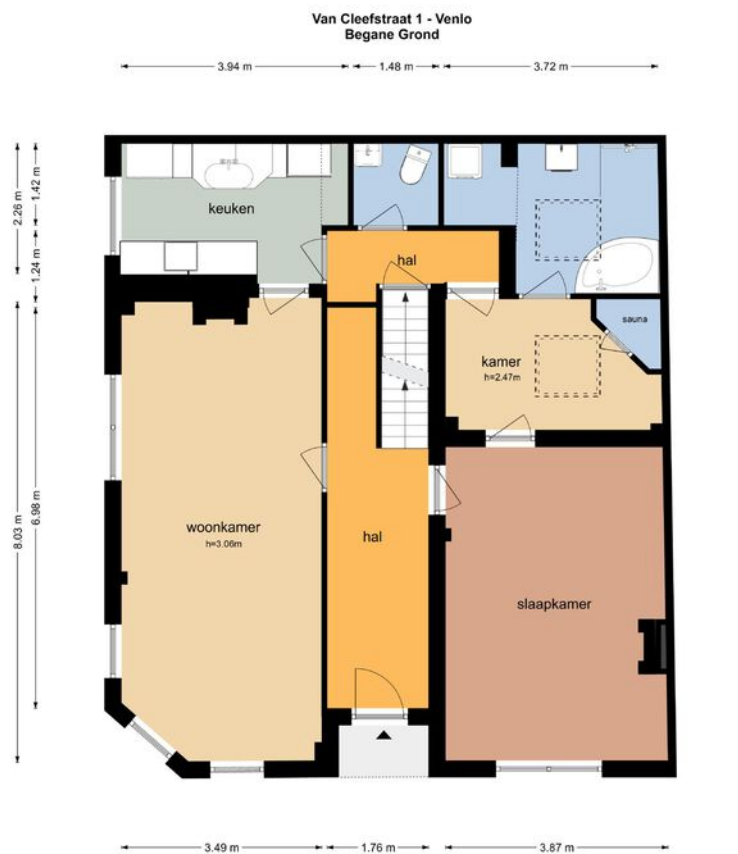 Van Cleefstraat 1 - Venlo
Begane Grond
3.94 m
1.48 m
3.72 m
2.26 m
1.42 m
1.24 m
8.03 m
6.98 m
keuken
hal
sauna
kamer
h=2.47m
woonkamer
h=3.06m
hal
slaapkamer
3.49 m
1.76 m
3.87 m